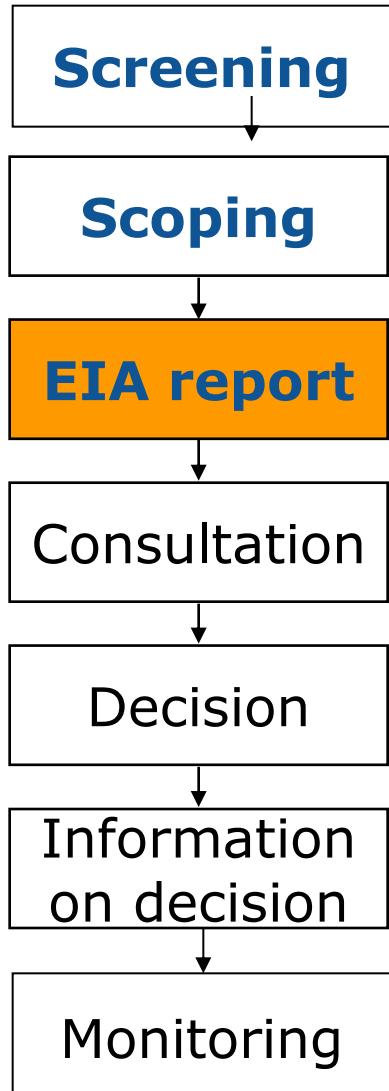 Screening
Scoping
EIA report
Consultation
Decision
Information
on decision
Monitoring